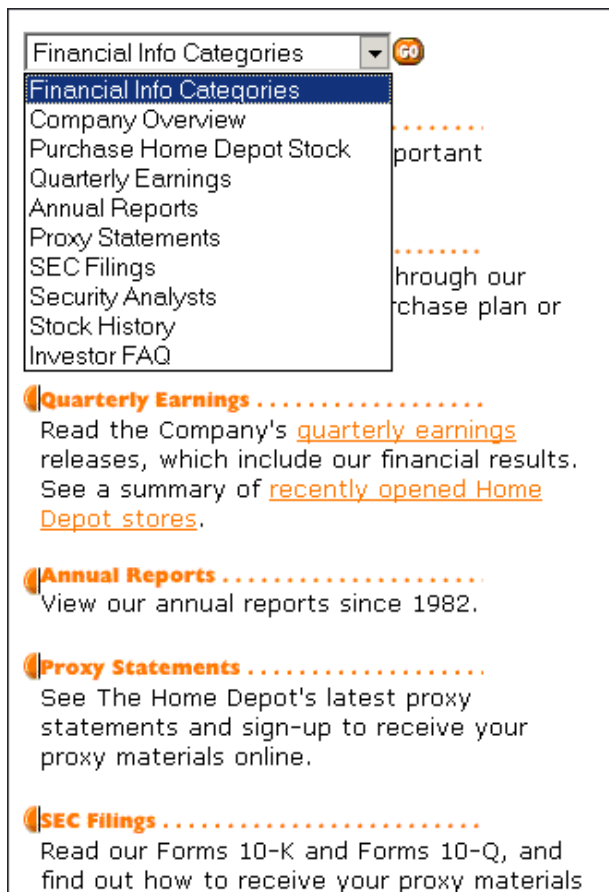 Financial Info Categories GO
Financial Info Categories
Company Overview
Purchase Home Depot Stock
portant
Quarterly Earnings
Annual Reports
Proxy Statements
SEC Filings
hrough our
Security Analysts
rchase plan or
Stock History
Investor FAQ
Quarterly Earnings
Read the Company's quarterly earnings
releases, which include our financial results.
See a summary of recently opened Home
Depot stores.
Annual Reports
View our annual reports since 1982.
Proxy Statements
See The Home Depot's latest proxy
statements and sign-up to receive your
proxy materials online.
SEC Filings
Read our Forms 10-K and Forms 10-Q, and
find out how to receive your proxy materials